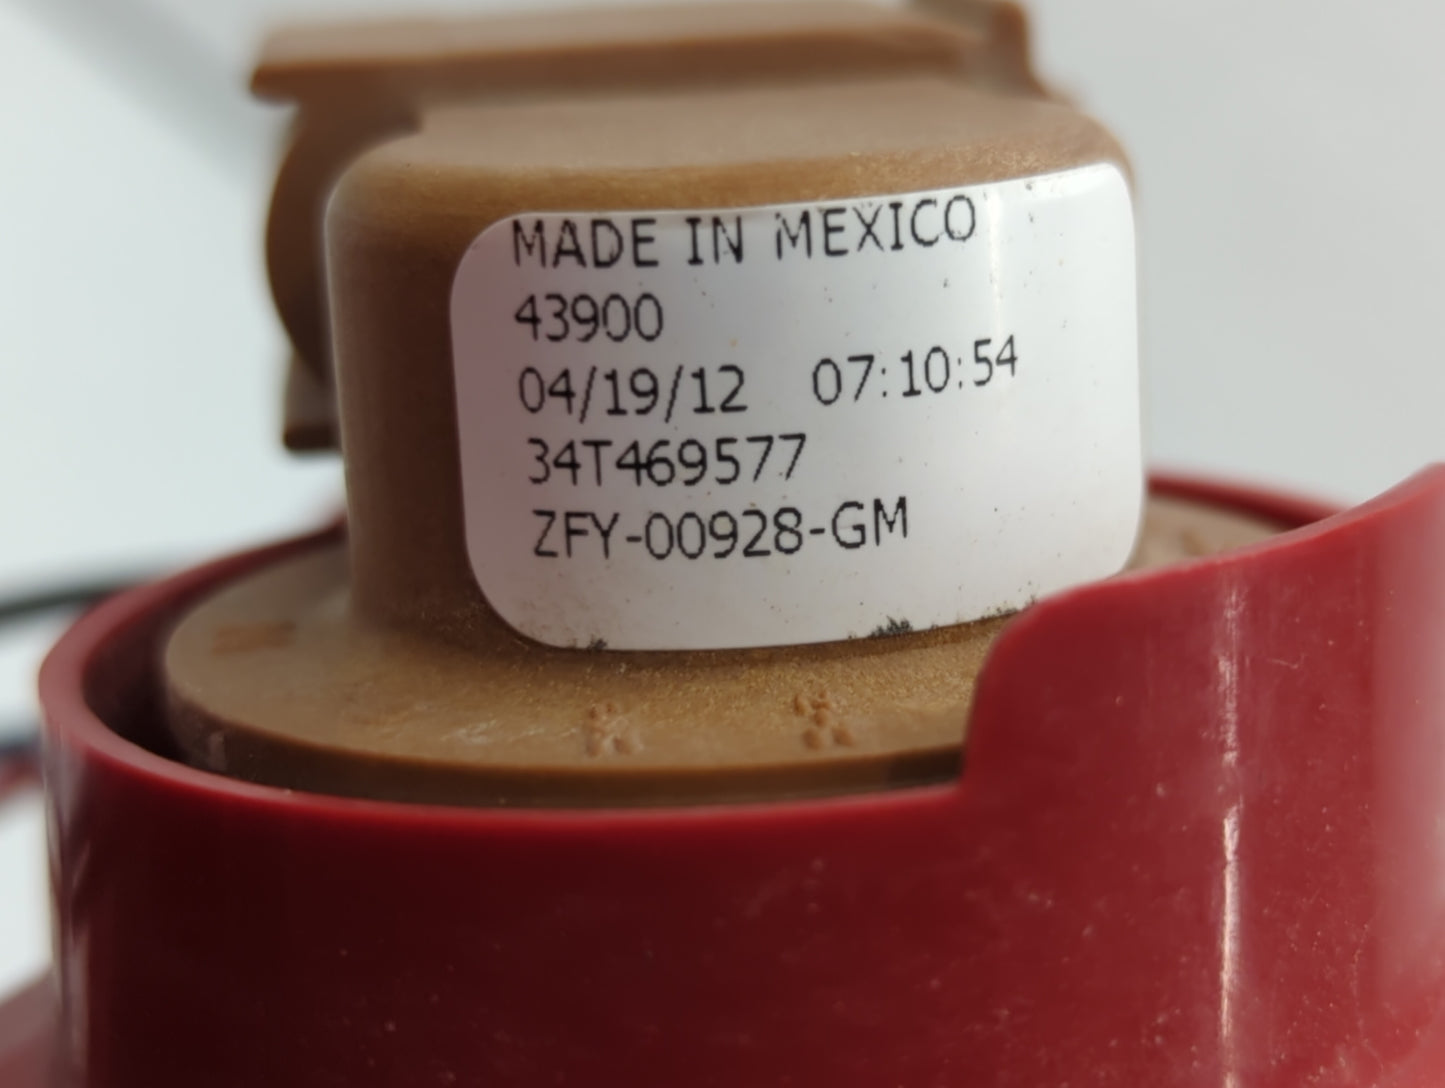 MADE IN MEXICO
43900
04/19/12 07:10:54
34T469577
ZFY-00928-GM